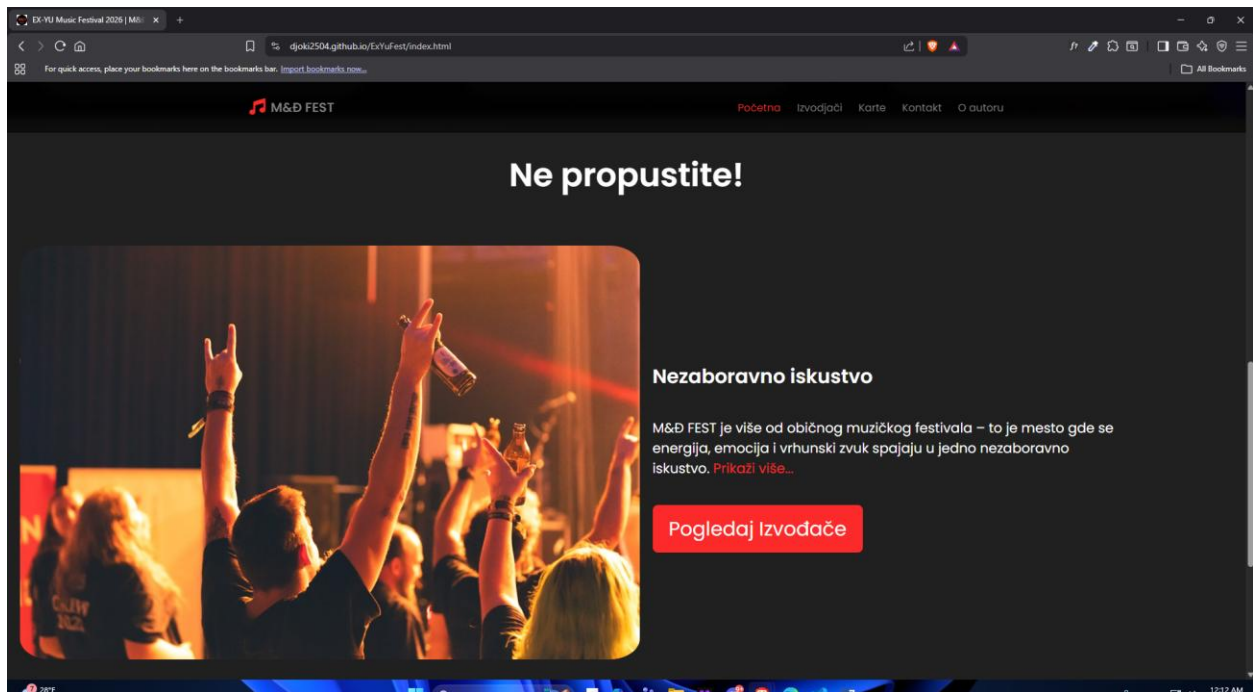 EX-YU Music Festival 2026 | M&
djoki2504.github.io/ExYuFest/index.html
For quick access, place your bookmarks here on the bookmarks bar. Import bookmarks now...
All Bookmarks
M&Đ FEST
Početna Izvodjači Karte Kontakt O autoru
Ne propustite!
Nezaboravno iskustvo
M&Đ FEST je više od običnog muzičkog festivala – to je mesto gde se
energija, emocija i vrhunski zvuk spajaju u jedno nezaboravno
iskustvo. Prikaži više...
Pogledaj Izvođače
28°F
12:12 AM